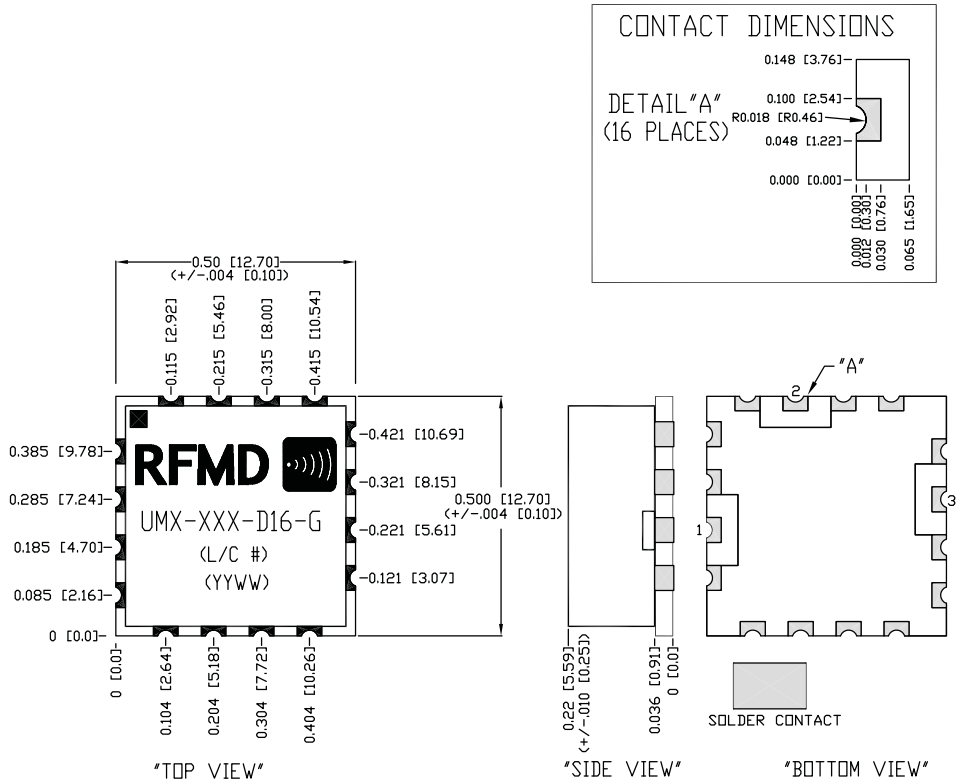 CONTACT DIMENSIONS
0.148 [3.76]
DETAIL"A"
(16 PLACES)
0.100 [2.54]
R0.018 [R0.46]
0.048 [1.22]
0.000 [0.00]
0.000 [0.00]
0.012 [0.30]
0.030 [0.76]
0.065 [1.65]
0.50 [12.70]
(+/-.004 [0.10])
0.115 [2.92]
0.215 [5.46]
0.315 [8.00]
0.415 [10.54]
0.385 [9.78]
0.285 [7.24]
0.185 [4.70]
0.085 [2.16]
0 [0.0]
RFMD
UMX-XXX-D16-G
(L/C #)
(YYWW)
0.421 [10.69]
0.321 [8.15]
0.221 [5.61]
0.121 [3.07]
0.500 [12.70]
(+/-.004 [0.10])
0 [0.0]
0.104 [2.64]
0.204 [5.18]
0.304 [7.72]
0.404 [10.26]
"TOP VIEW"
0.22 [5.59]
(+/-.010 [0.25])
0.036 [0.91]
0 [0.0]
"SIDE VIEW"
"A"
2
1
3
SOLDER CONTACT
"BOTTOM VIEW"